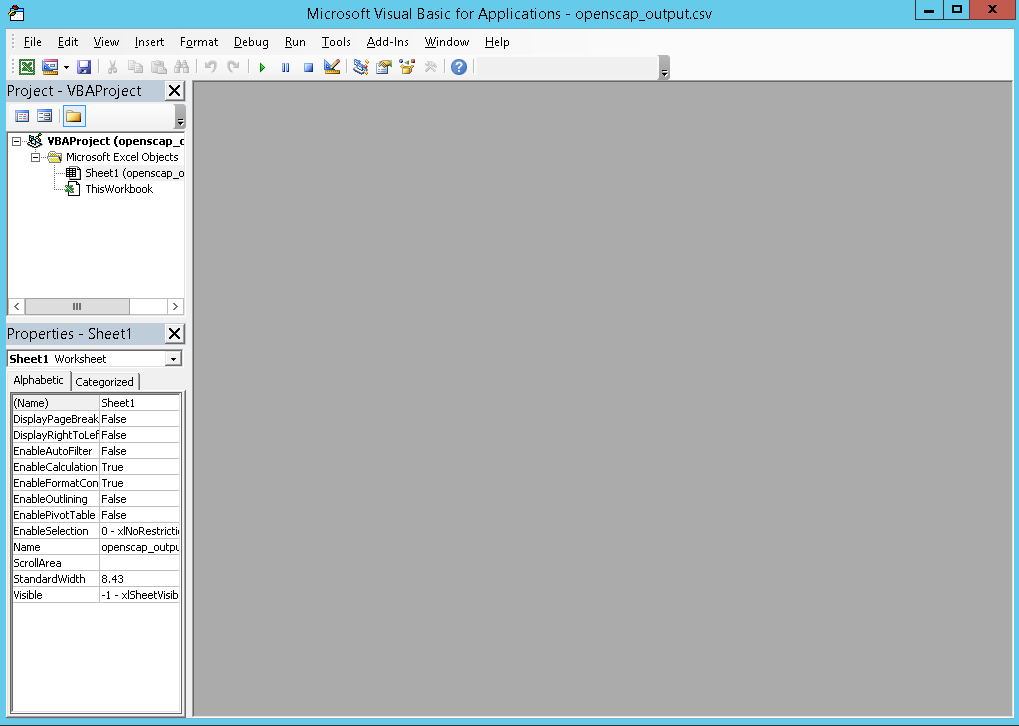 Microsoft Visual Basic for Applications - openscap_output.csv
File Edit View Insert Format Debug Run Tools Add-Ins Window Help
Project - VBAProject
VBAProject (openscap_o
Microsoft Excel Objects
Sheet1 (openscap_o
ThisWorkbook
Properties - Sheet1
Sheet1 Worksheet
Alphabetic Categorized
(Name) Sheet1
DisplayPageBreak False
DisplayRightToLef False
EnableAutoFilter False
EnableCalculation True
EnableFormatCon True
EnableOutlining False
EnablePivotTable False
EnableSelection 0 - xlNoRestricti
Name openscap_outpu
ScrollArea
StandardWidth 8.43
Visible -1 - xlSheetVisib